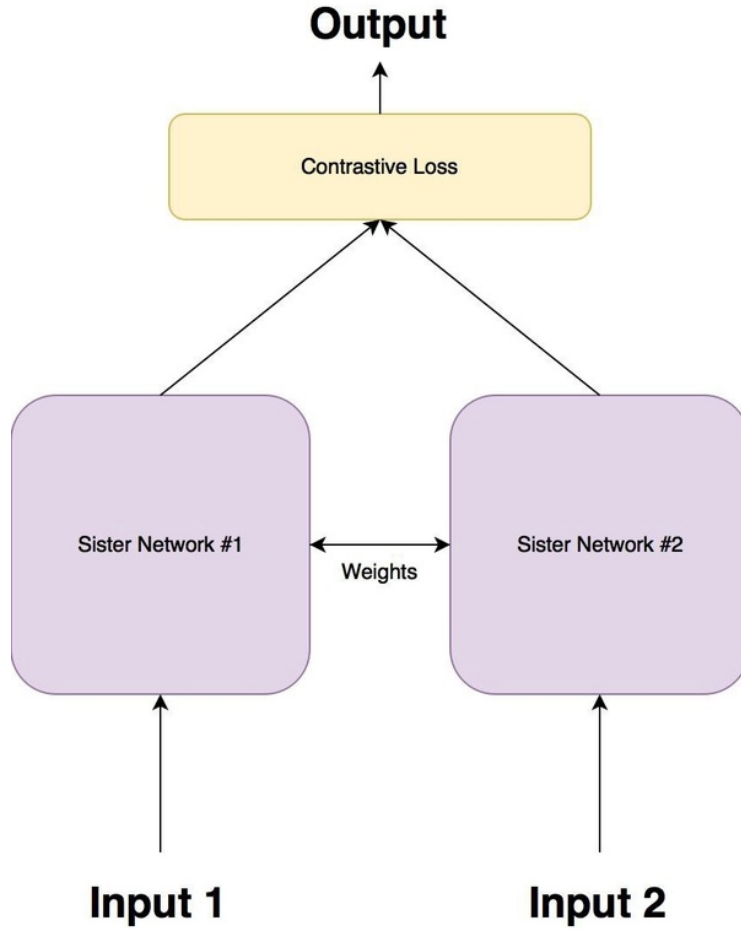 Output
Contrastive Loss
Sister Network #1
Sister Network #2
Weights
Input 1
Input 2